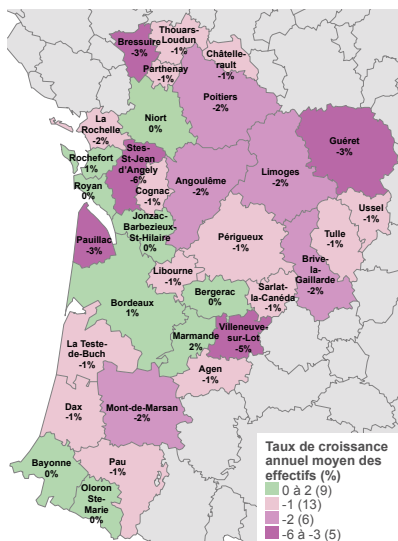 Thouars-
Loudun
-1%
Bressuire
-3%
Châtelle-
rault
-1%
Parthenay
-1%
Poitiers
-2%
Niort
0%
La
Rochelle
-2%
Guéret
-3%
Rochefort
1%
Stes-
St-Jean
d'Angely
-6%
Royan
0%
Cognac
-1%
Angoulême
-2%
Limoges
-2%
Ussel
-1%
Jonzac-
Barbezieux-
St-Hilaire
0%
Pauillac
-3%
Périgueux
-1%
Tulle
-1%
Brive-
la-
Gaillarde
-2%
Libourne
-1%
Bergerac
0%
Sarlat-
la-Canéda
-1%
Bordeaux
1%
Marmande
2%
Villeneuve-
sur-Lot
-5%
La Teste-
de-Buch
-1%
Agen
-1%
Dax
-1%
Mont-de-Marsan
-2%
Bayonne
0%
Pau
-1%
Oloron
Ste-
Marie
0%
Taux de croissance
annuel moyen des
effectifs (%)
0 à 2 (9)
-1 (13)
-2 (6)
-6 à -3 (5)